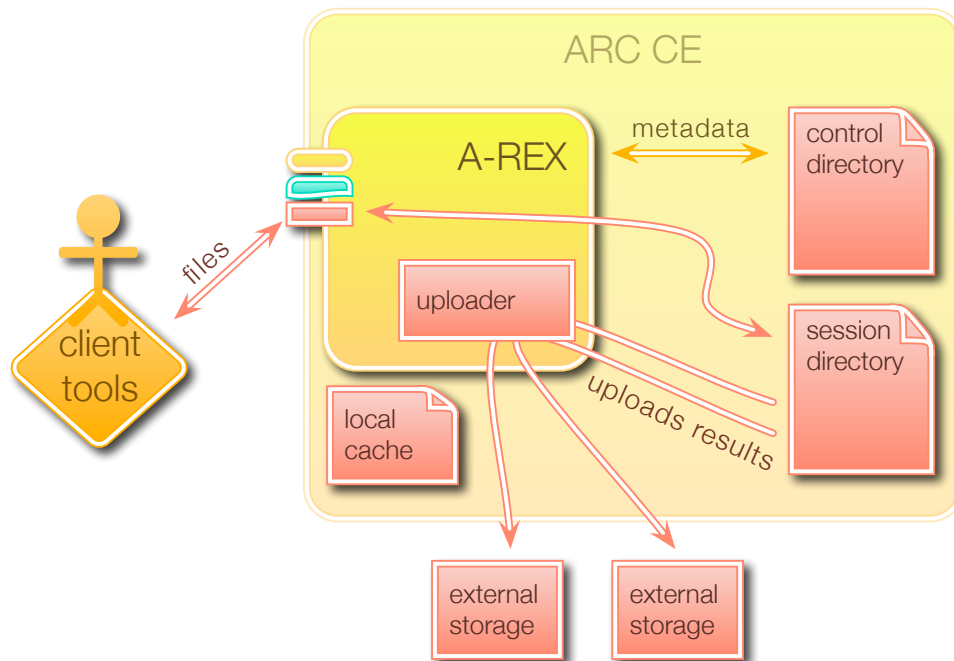 ARC CE
A-REX
metadata
control
directory
files
client
tools
uploader
session
directory
uploads results
local
cache
external
storage
external
storage